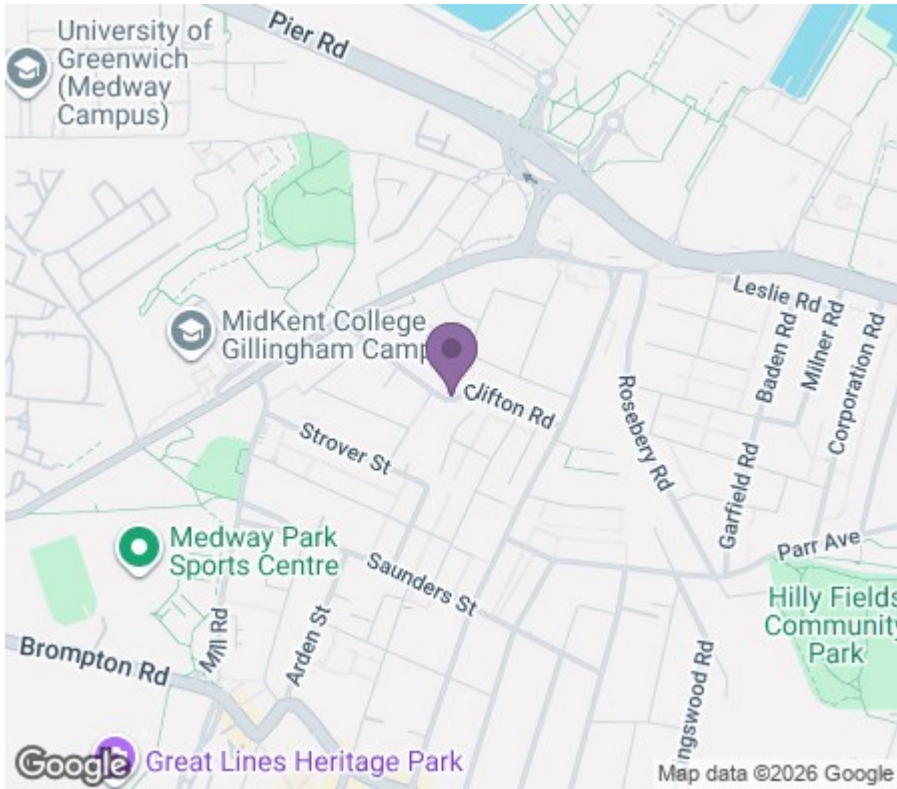 University of
Greenwich
(Medway
Campus)
Pier Rd
MidKent College
Gillingham Camp
Clifton Rd
Strover St
Leslie Rd
Baden Rd
Milner Rd
Corporation Rd
Rosebery Rd
Garfield Rd
Medway Park
Sports Centre
Saunders St
Parr Ave
Hilly Fields
Community
Park
Mill Rd
Arden St
Brompton Rd
ingswood Rd
Great Lines Heritage Park
Google
Map data ©2026 Google